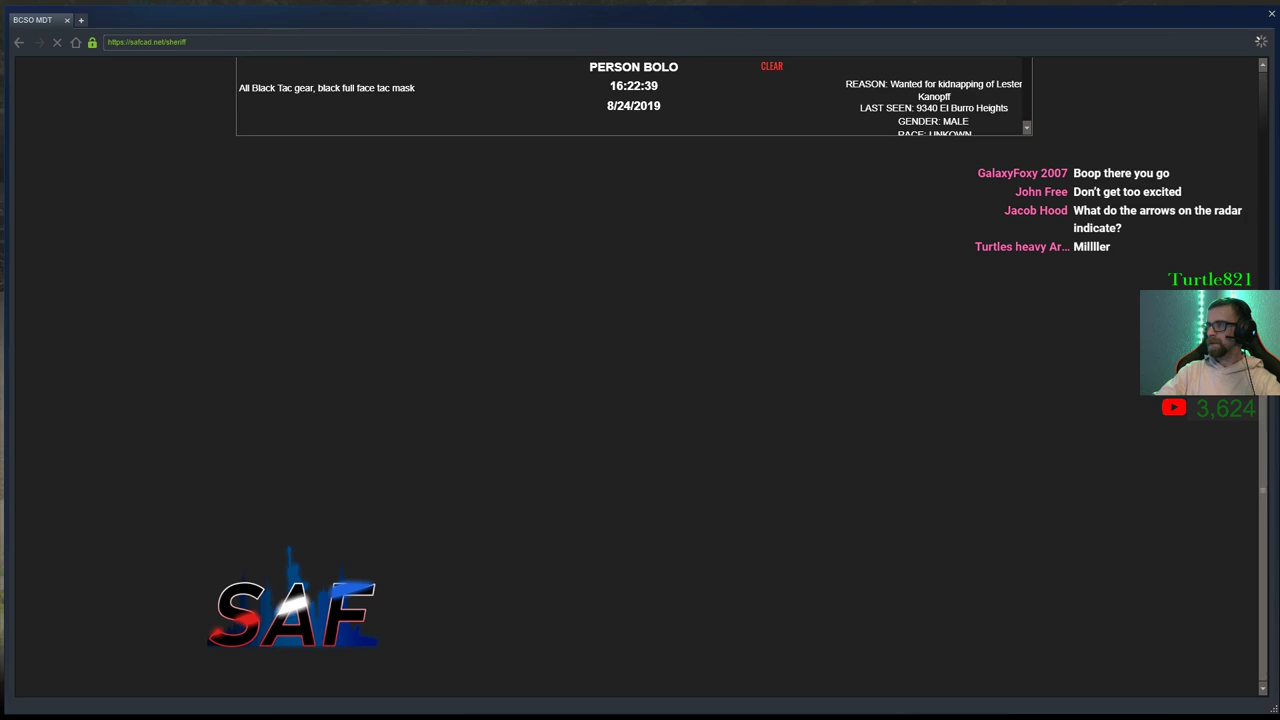 BCSO MDT
https://safcad.net/sheriff
PERSON BOLO
CLEAR
All Black Tac gear, black full face tac mask
16:22:39
8/24/2019
REASON: Wanted for kidnapping of Lester
Kanopff
LAST SEEN: 9340 El Burro Heights
GENDER: MALE
RACE: UNKOWN
GalaxyFoxy 2007 Boop there you go
John Free Don't get too excited
Jacob Hood What do the arrows on the radar
indicate?
Turtles heavy Ar... Millller
Turtle821
3,624
SAF